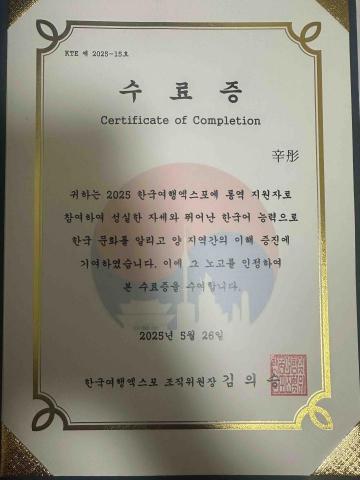 KTE 제 2025-15호
수 료 증
Certificate of Completion
辛彤
귀하는 2025 한국여행엑스포에 통역 지원자로
참여하여 성실한 자세와 뛰어난 한국어 능력으로
한국 문화를 알리고 양 지역간의 이해 증진에
기여하였습니다. 이에 그 노고를 인정하여
본 수료증을 수여합니다.
2025년 5월 26일
한국여행엑스포 조직위원장 김 의 승